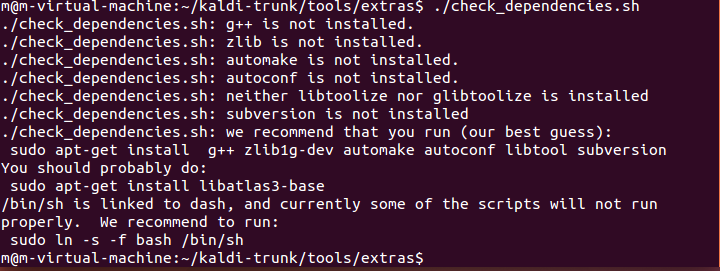 m@m-virtual-machine:~/kaldi-trunk/tools/extras$ ./check_dependencies.sh
./check_dependencies.sh: g++ is not installed.
./check_dependencies.sh: zlib is not installed.
./check_dependencies.sh: automake is not installed.
./check_dependencies.sh: autoconf is not installed.
./check_dependencies.sh: neither libtoolize nor glibtoolize is installed
./check_dependencies.sh: subversion is not installed
./check_dependencies.sh: we recommend that you run (our best guess):
 sudo apt-get install  g++ zlib1g-dev automake autoconf libtool subversion
You should probably do:
 sudo apt-get install libatlas3-base
/bin/sh is linked to dash, and currently some of the scripts will not run
properly.  We recommend to run:
 sudo ln -s -f bash /bin/sh
m@m-virtual-machine:~/kaldi-trunk/tools/extras$